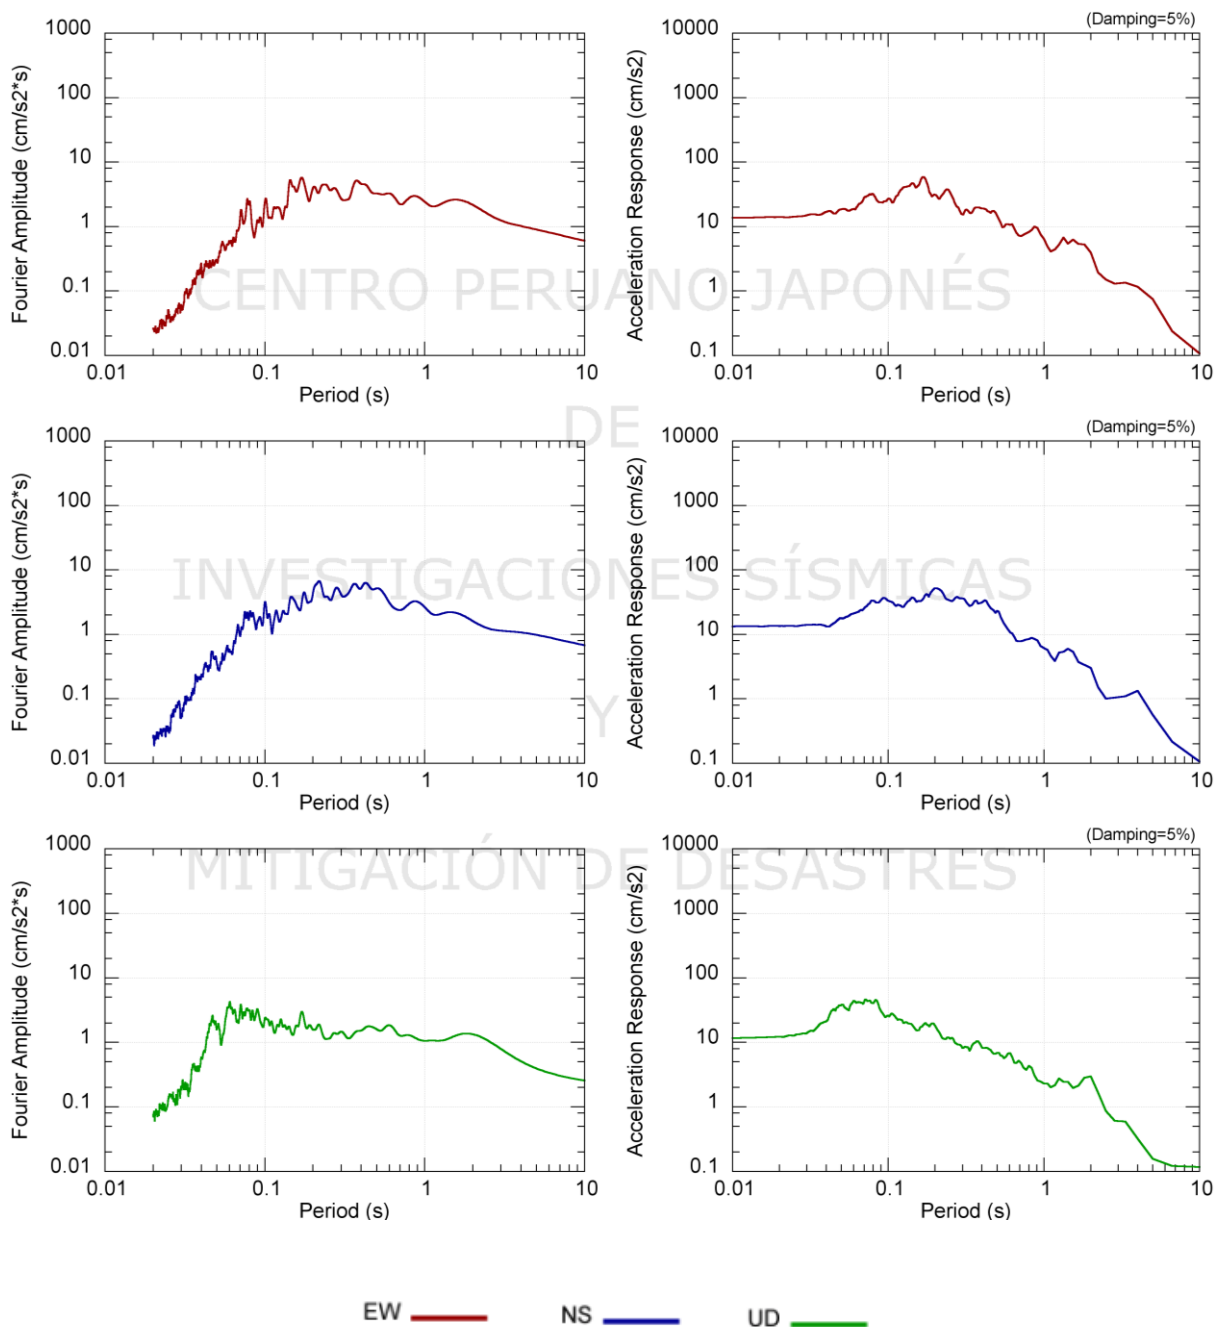 (Damping=5%)
1000
100
10
1
0.1
0.01
Fourier Amplitude (cm/s2*s)
0.01 0.1 1 10
Period (s)
10000
1000
100
10
1
0.1
Acceleration Response (cm/s2)
0.01 0.1 1 10
Period (s)
CENTRO PERUANO JAPONÉS
DE
(Damping=5%)
1000
100
10
1
0.1
0.01
Fourier Amplitude (cm/s2*s)
0.01 0.1 1 10
Period (s)
10000
1000
100
10
1
0.1
Acceleration Response (cm/s2)
0.01 0.1 1 10
Period (s)
INVESTIGACIONES SÍSMICAS
Y
(Damping=5%)
1000
100
10
1
0.1
0.01
Fourier Amplitude (cm/s2*s)
0.01 0.1 1 10
Period (s)
10000
1000
100
10
1
0.1
Acceleration Response (cm/s2)
0.01 0.1 1 10
Period (s)
MITIGACIÓN DE DESASTRES
EW NS UD